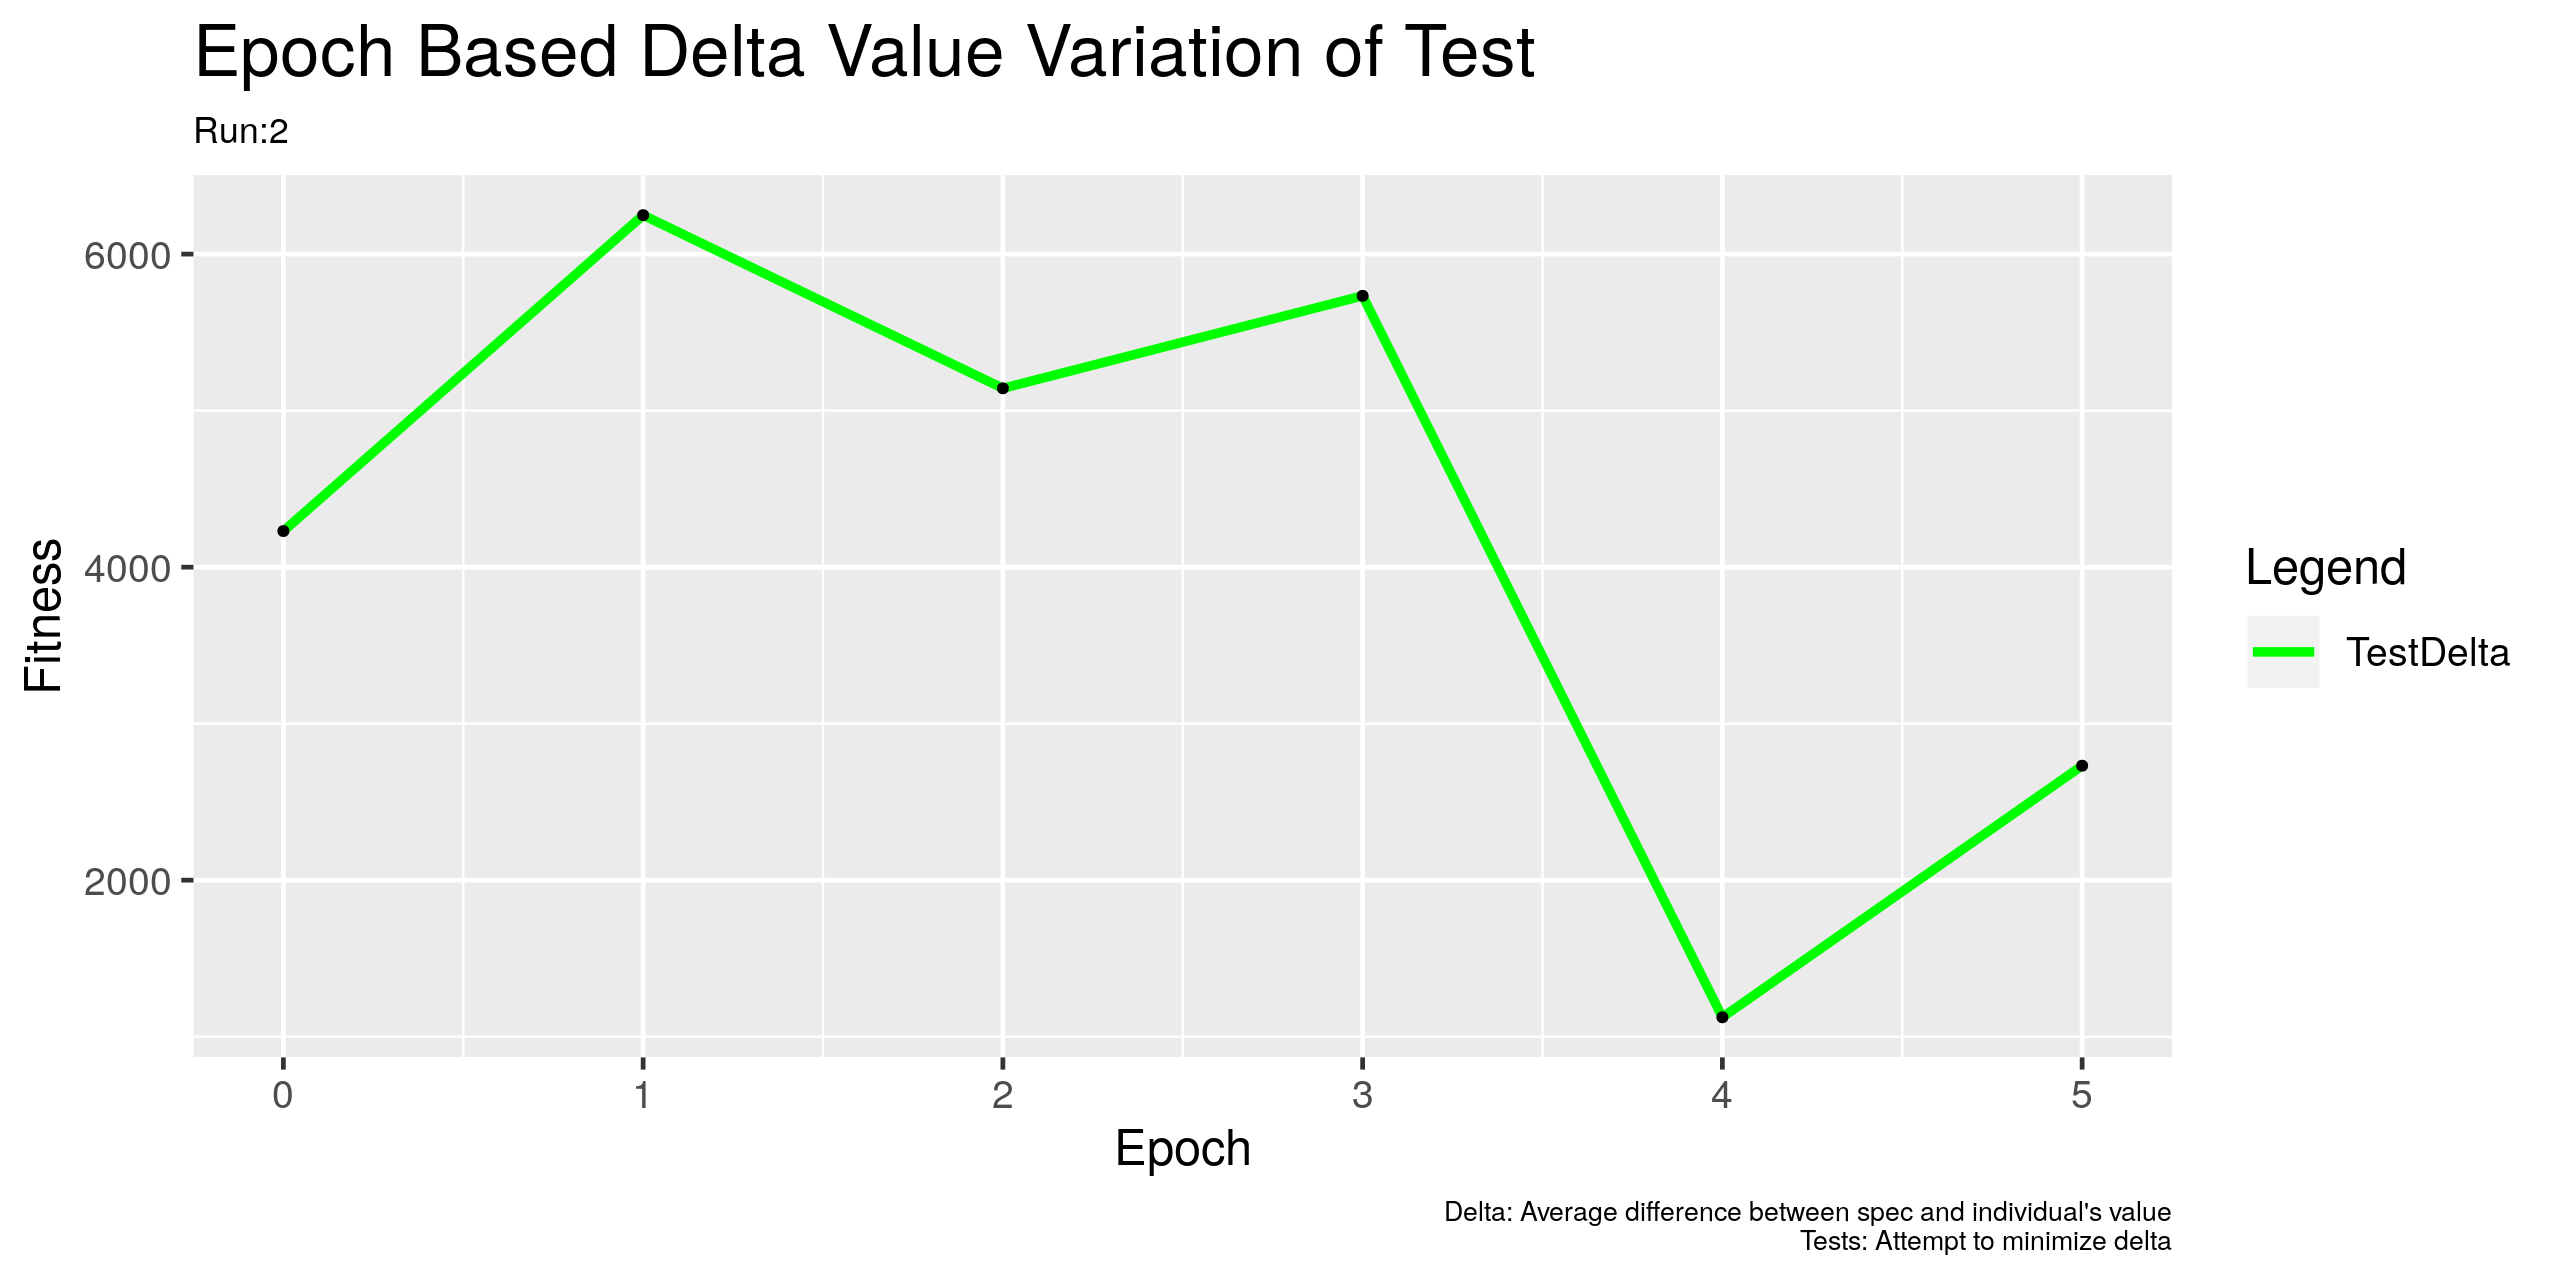 Epoch Based Delta Value Variation of Test
Run:2
Fitness
6000
4000
2000
0 1 2 3 4 5
Epoch
Legend
TestDelta
Delta: Average difference between spec and individual's value
Tests: Attempt to minimize delta